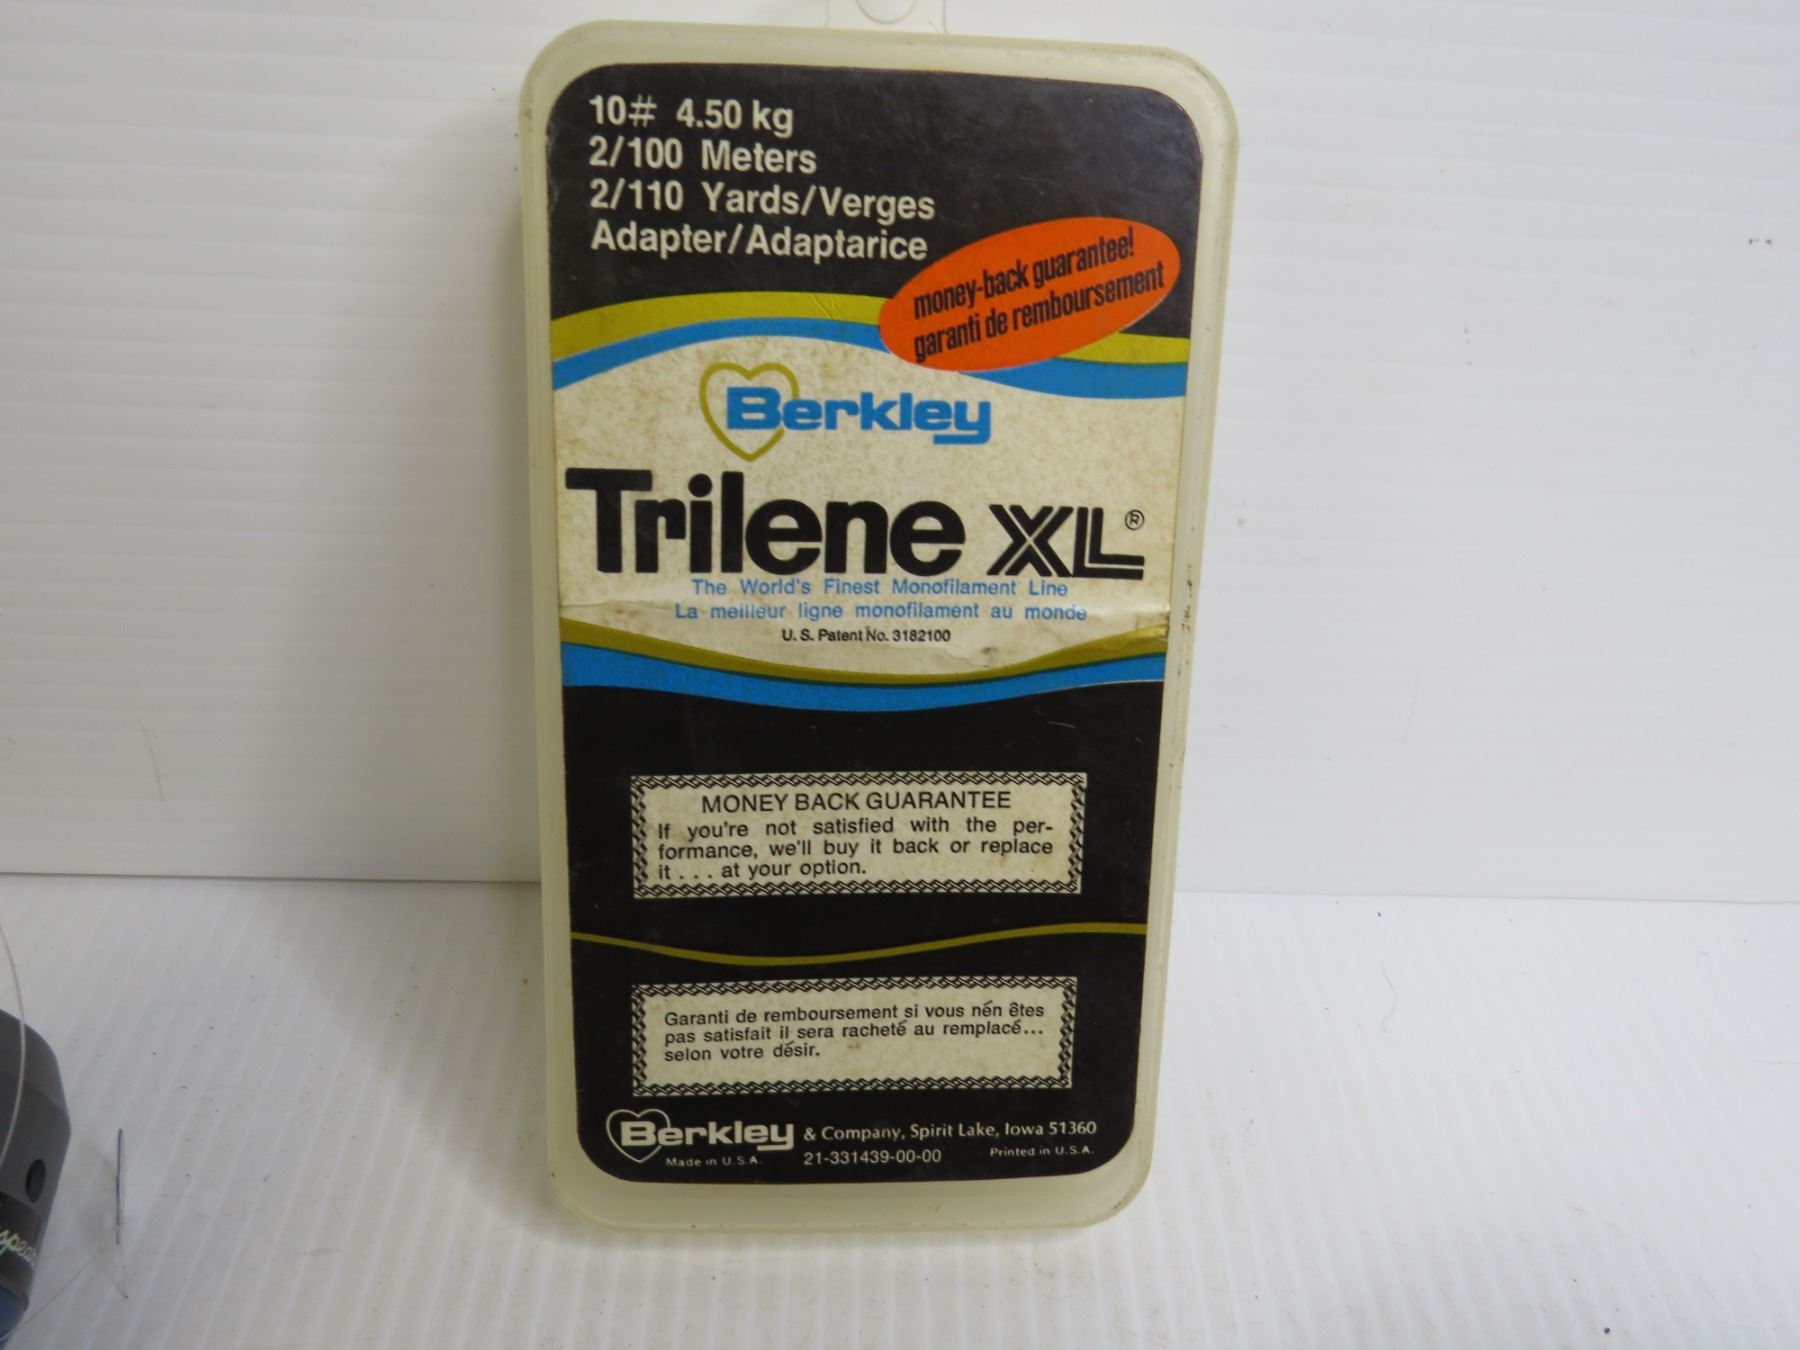 10# 4.50 kg
2/100 Meters
2/110 Yards/Verges
Adapter/Adaptarice
money-back guarantee!
garanti de remboursement
Berkley
Trilene XL®
The World's Finest Monofilament Line
La meilleur ligne monofilament au monde
U. S. Patent No. 3182100
MONEY BACK GUARANTEE
If you're not satisfied with the per-
formance, we'll buy it back or replace
it . . . at your option.
Garanti de remboursement si vous nén êtes
pas satisfait il sera racheté au remplacé...
selon votre désir.
Berkley & Company, Spirit Lake, Iowa 51360
Made in U.S.A. 21-331439-00-00 Printed in U.S.A.